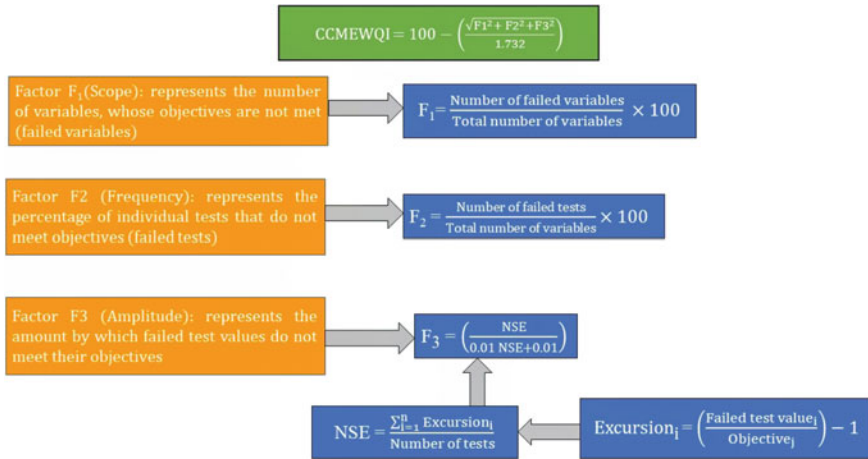 CCMEWQI = 100 − (√F1² + F2² +F3² / 1.732)
Factor F₁(Scope): represents the number
of variables, whose objectives are not met
(failed variables)
F₁= Number of failed variables / Total number of variables × 100
Factor F2 (Frequency): represents the
percentage of individual tests that do not
meet objectives (failed tests)
F₂ = Number of failed tests / Total number of variables × 100
Factor F3 (Amplitude): represents the
amount by which failed test values do not
meet their objectives
F₃ = (NSE / 0.01 NSE+0.01)
NSE = ∑ⁿᵢ₌₁ Excursionᵢ / Number of tests
Excursionᵢ = (Failed test valueᵢ / Objectiveⱼ) − 1